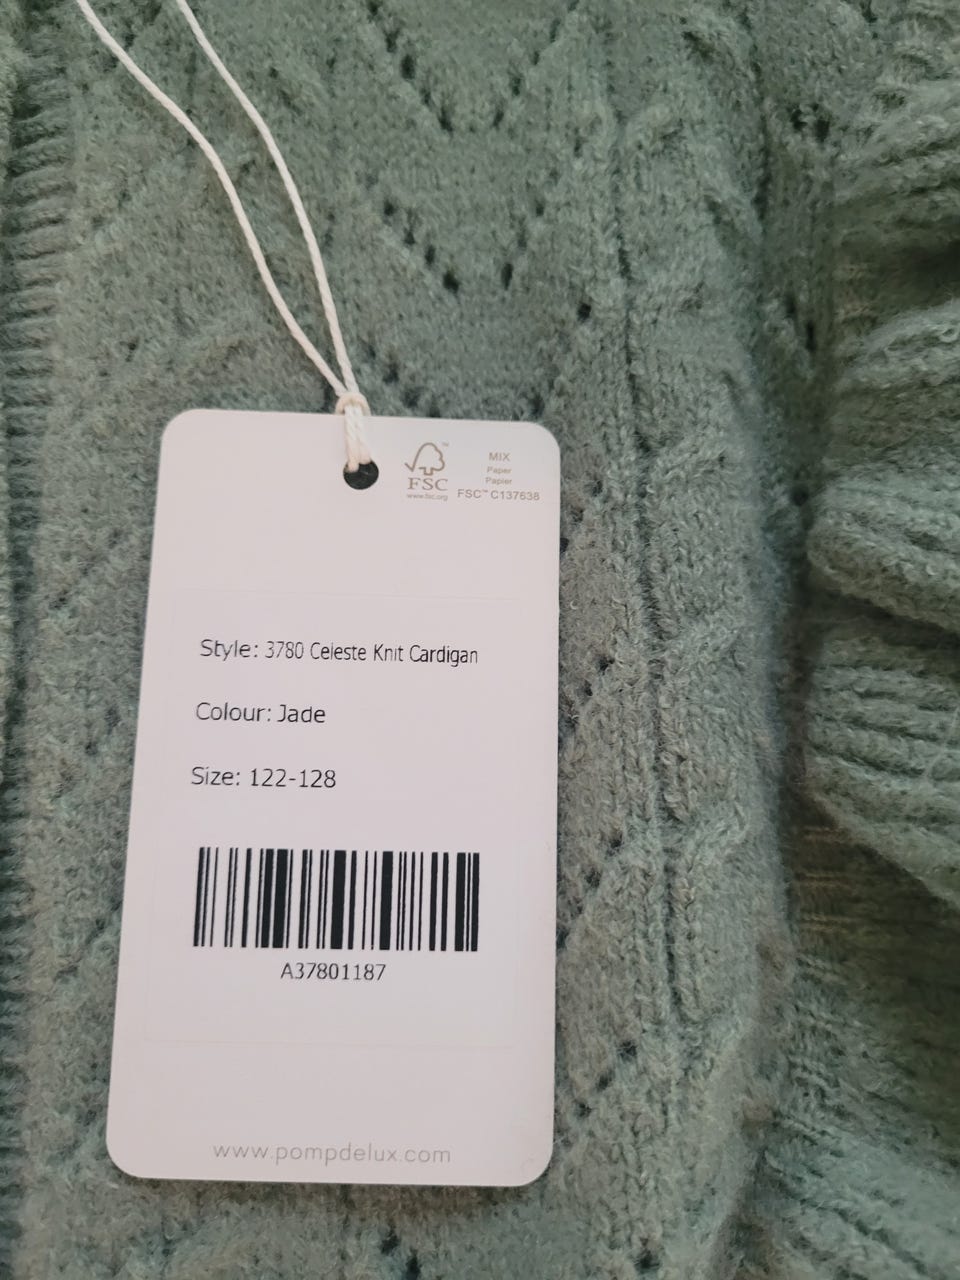 FSC™
www.fsc.org
MIX
Paper
Papier
FSC™ C137638
Style: 3780 Celeste Knit Cardigan
Colour: Jade
Size: 122-128
A37801187
www.pompdelux.com